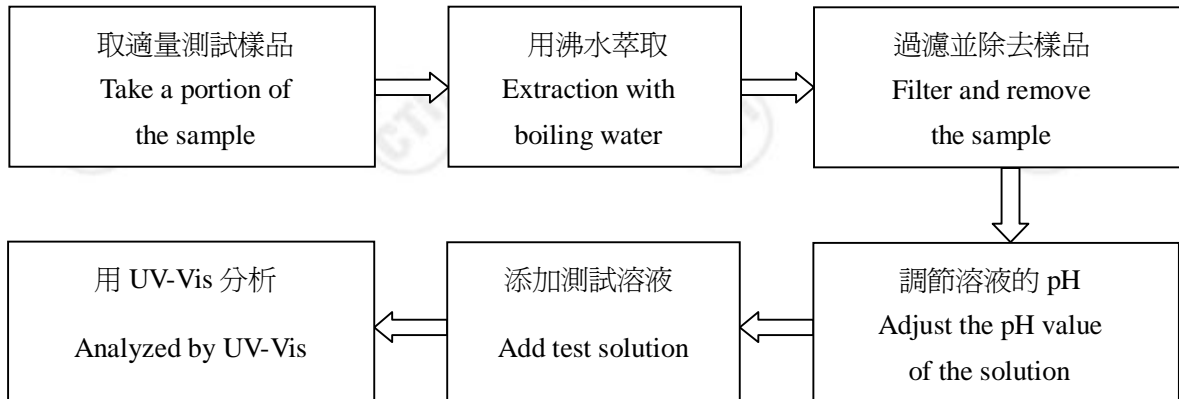 取適量測試樣品
Take a portion of
the sample
用沸水萃取
Extraction with
boiling water
過濾並除去樣品
Filter and remove
the sample
調節溶液的 pH
Adjust the pH value
of the solution
添加測試溶液
Add test solution
用 UV-Vis 分析
Analyzed by UV-Vis